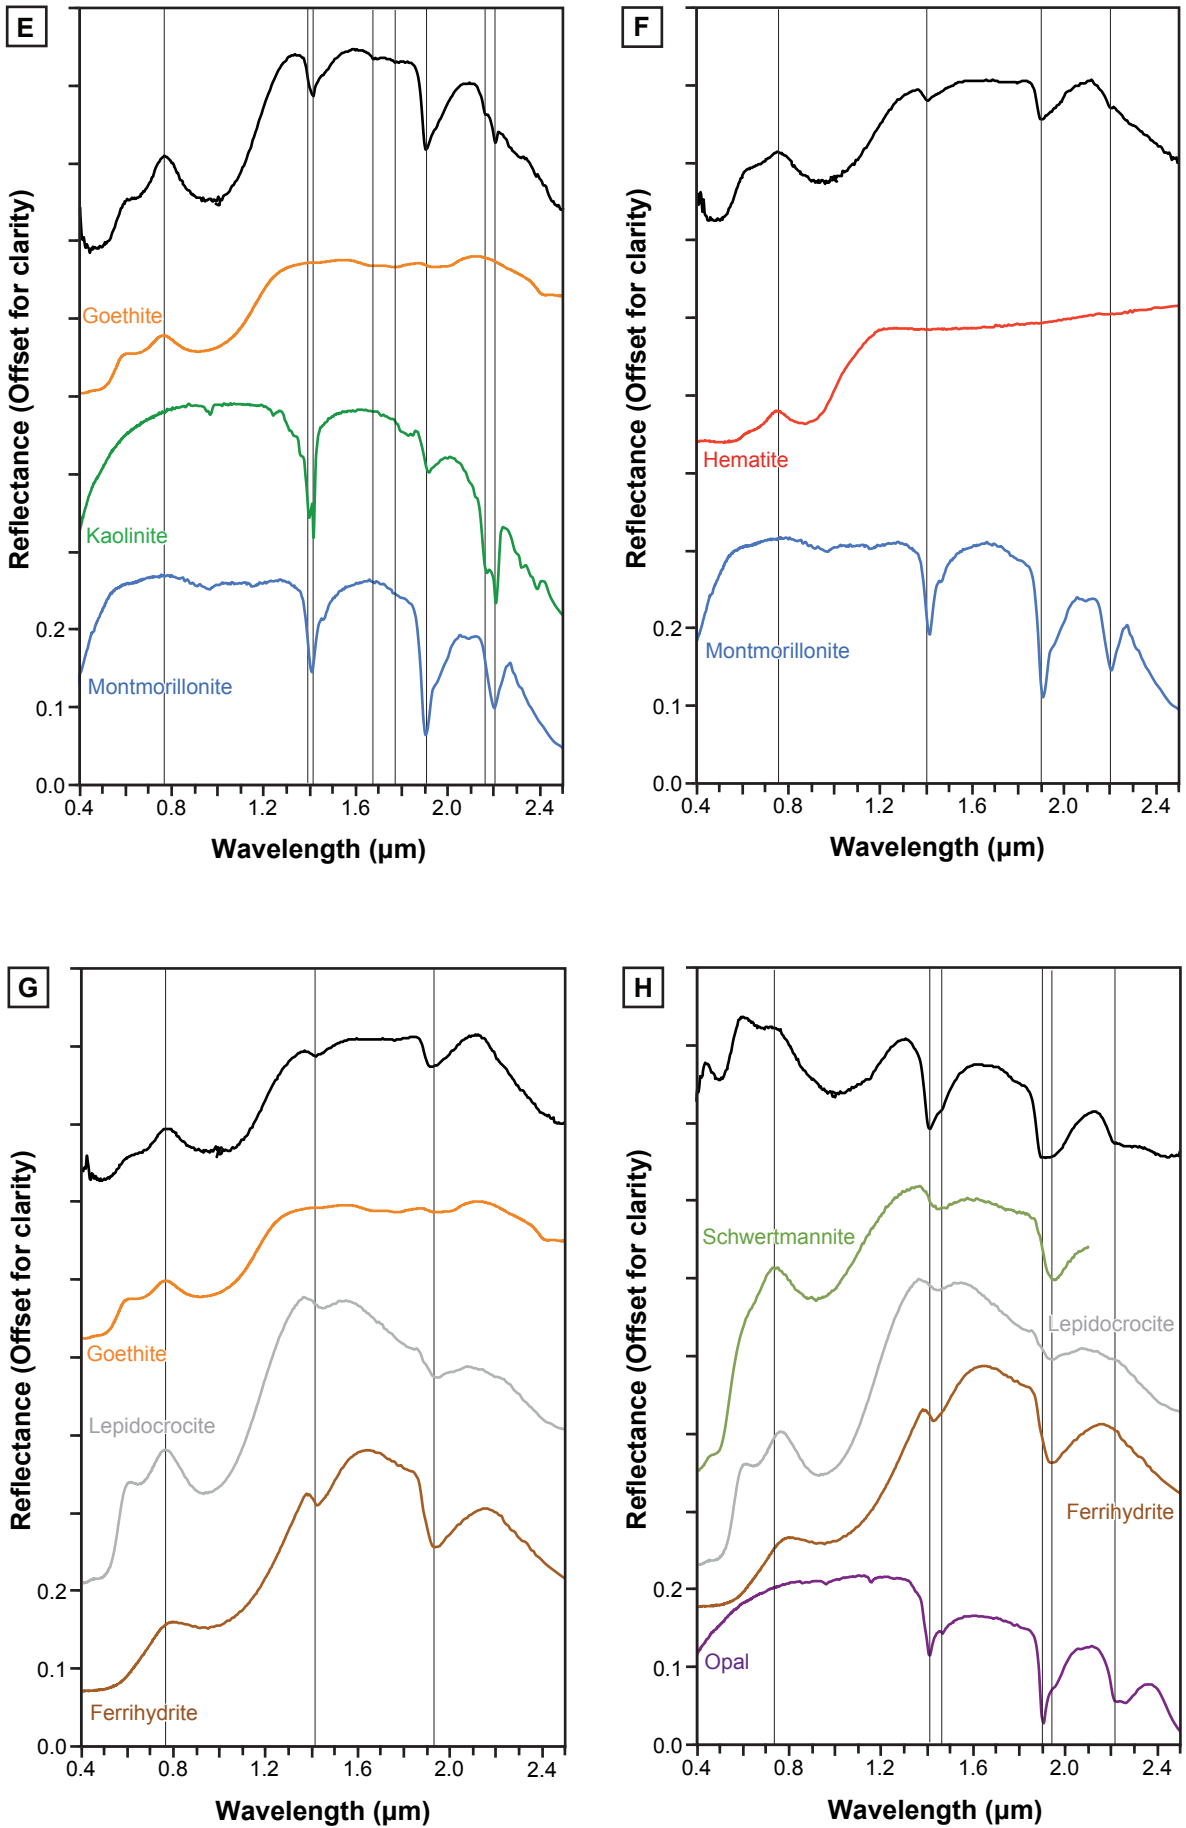 E
Reflectance (Offset for clarity)
Goethite
Kaolinite
Montmorillonite
0.2
0.1
0.0
0.4 0.8 1.2 1.6 2.0 2.4
Wavelength (µm)
F
Reflectance (Offset for clarity)
Hematite
Montmorillonite
0.2
0.1
0.0
0.4 0.8 1.2 1.6 2.0 2.4
Wavelength (µm)
G
Reflectance (Offset for clarity)
Goethite
Lepidocrocite
Ferrihydrite
0.2
0.1
0.0
0.4 0.8 1.2 1.6 2.0 2.4
Wavelength (µm)
H
Reflectance (Offset for clarity)
Schwertmannite
Lepidocrocite
Ferrihydrite
Opal
0.2
0.1
0.0
0.4 0.8 1.2 1.6 2.0 2.4
Wavelength (µm)